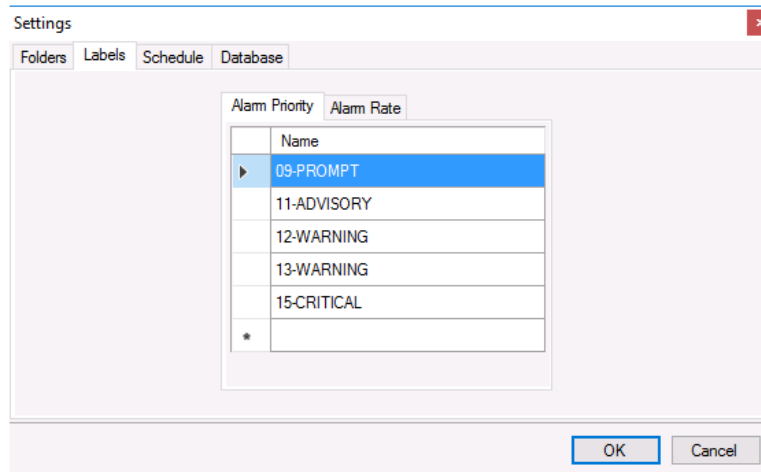 Settings
Folders Labels Schedule Database
Alarm Priority Alarm Rate
Name
09-PROMPT
11-ADVISORY
12-WARNING
13-WARNING
15-CRITICAL
*
OK Cancel